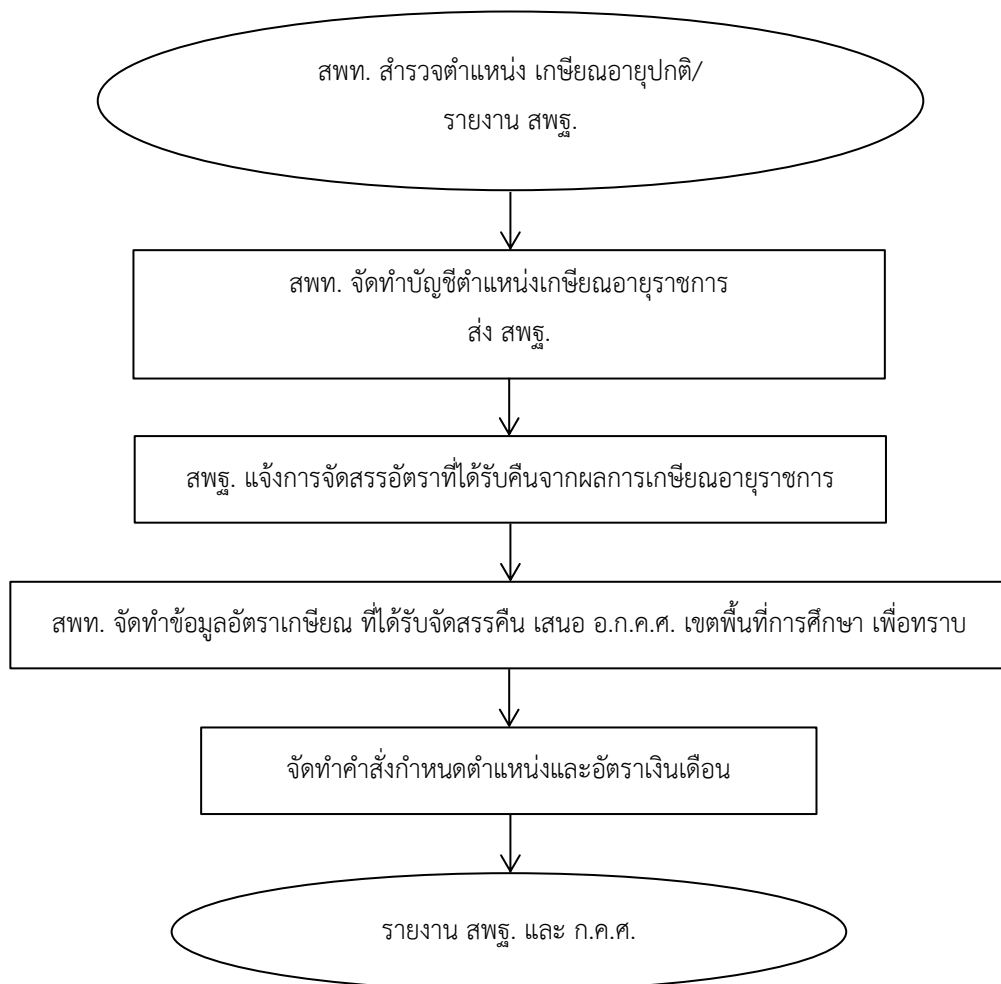 สพท. สำรวจตำแหน่ง เกษียณอายุปกติ/
รายงาน สพฐ.
สพท. จัดทำบัญชีตำแหน่งเกษียณอายุราชการ
ส่ง สพฐ.
สพฐ. แจ้งการจัดสรรอัตราที่ได้รับคืนจากผลการเกษียณอายุราชการ
สพท. จัดทำข้อมูลอัตราเกษียณ ที่ได้รับจัดสรรคืน เสนอ อ.ก.ค.ศ. เขตพื้นที่การศึกษา เพื่อทราบ
จัดทำคำสั่งกำหนดตำแหน่งและอัตราเงินเดือน
รายงาน สพฐ. และ ก.ค.ศ.